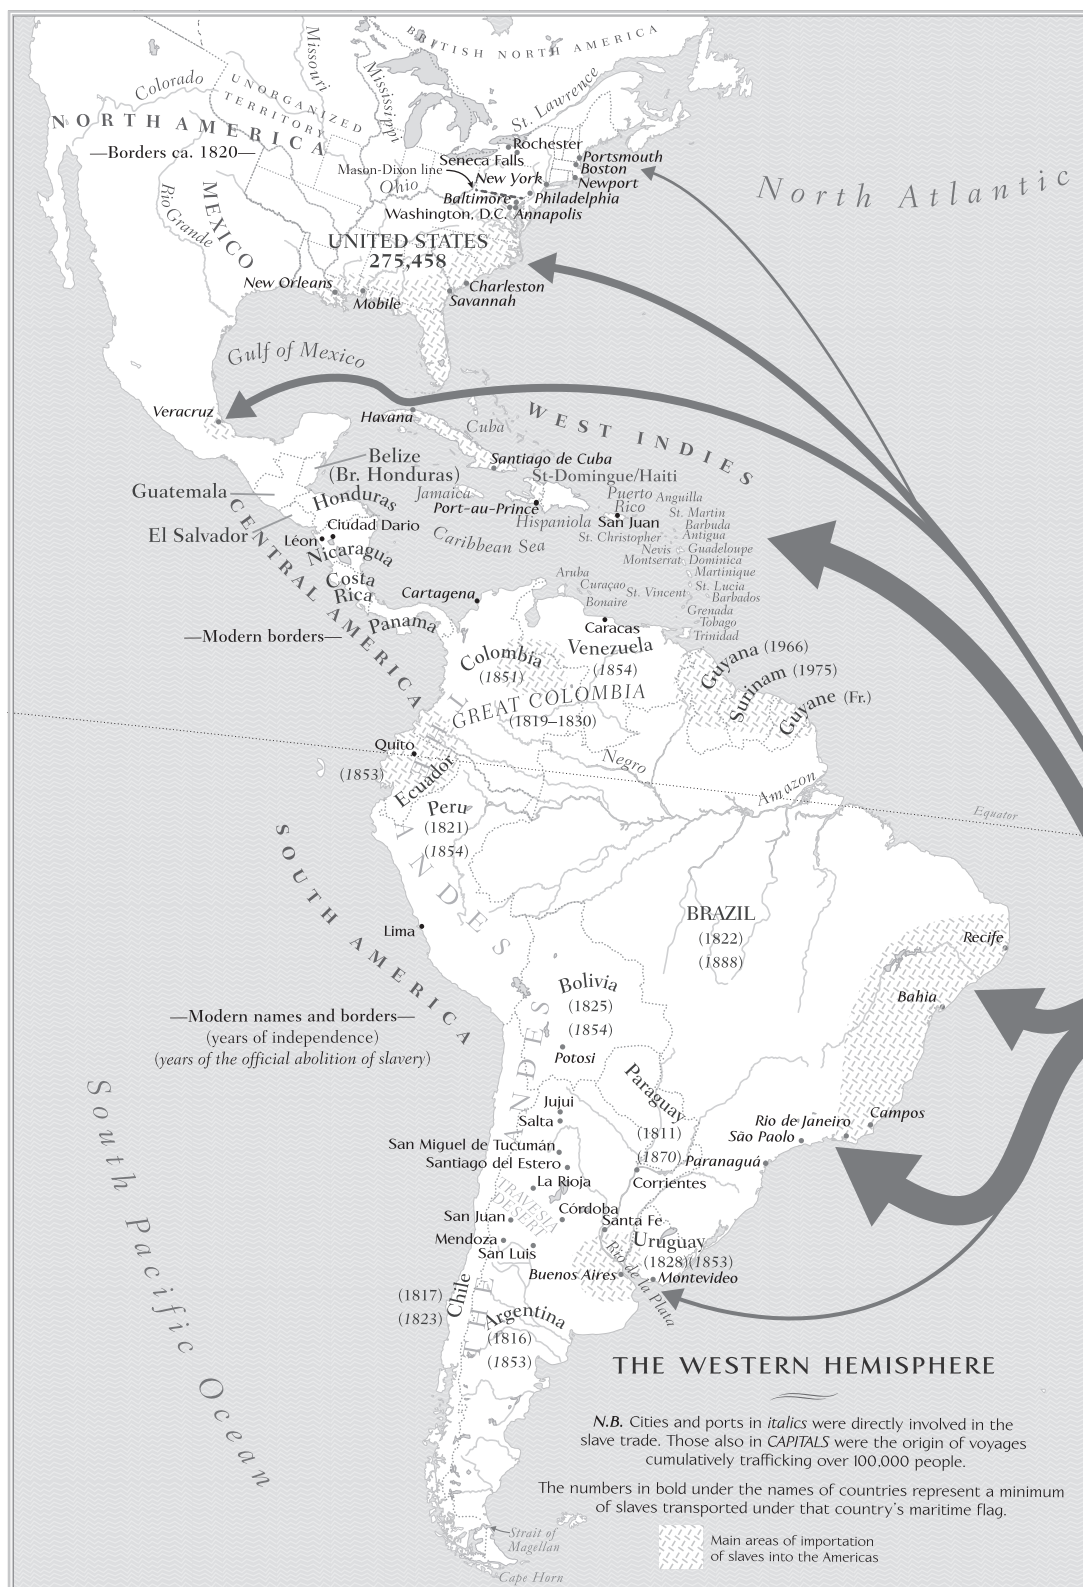 BRITISH NORTH AMERICA
Missouri
Mississippi
Colorado
UNORGANIZED
TERRITORY
St. Lawrence
NORTH AMERICA
—Borders ca. 1820—
Rochester
Seneca Falls
Portsmouth
Boston
Newport
Mason-Dixon line
New York
Ohio
Baltimore
Philadelphia
Washington, D.C.
Annapolis
North Atlantic
MEXICO
Rio Grande
UNITED STATES
275,458
New Orleans
Mobile
Charleston
Savannah
Gulf of Mexico
Veracruz
Havana
Cuba
WEST INDIES
Santiago de Cuba
Belize
(Br. Honduras)
St-Domingue/Haiti
Guatemala
Honduras
Jamaica
Port-au-Prince
Hispaniola
Puerto
Rico
San Juan
Anguilla
St. Martin
Barbuda
St. Christopher
Antigua
Nevis
Guadeloupe
Montserrat
Dominica
Martinique
El Salvador
Ciudad Dario
Léon
Nicaragua
Caribbean Sea
CENTRAL AMERICA
Costa
Rica
Aruba
Curaçao
Bonaire
St. Vincent
St. Lucia
Barbados
Grenada
Tobago
Trinidad
Cartagena
Panama
—Modern borders—
Caracas
Venezuela
(1854)
Colombia
(1851)
GREAT COLOMBIA
(1819–1830)
Guyana (1966)
Surinam (1975)
Guyane (Fr.)
Quito
(1853)
Ecuador
Negro
Amazon
Equator
Peru
(1821)
(1854)
THE ANDES
SOUTH AMERICA
BRAZIL
(1822)
(1888)
Lima
Recife
Bahia
Bolivia
(1825)
(1854)
—Modern names and borders—
(years of independence)
(years of the official abolition of slavery)
Potosi
Paraguay
(1811)
(1870)
Jujui
Salta
Rio de Janeiro
Campos
São Paolo
San Miguel de Tucumán
Santiago del Estero
Paranaguá
La Rioja
Corrientes
TRAVESIA
DESERT
San Juan
Córdoba
Santa Fe
Mendoza
San Luis
Uruguay
(1828)(1853)
Rio de la Plata
Buenos Aires
Montevideo
Chile
(1817)
(1823)
THE ANDES
Argentina
(1816)
(1853)
South Pacific Ocean
THE WESTERN HEMISPHERE
N.B. Cities and ports in italics were directly involved in the
slave trade. Those also in CAPITALS were the origin of voyages
cumulatively trafficking over 100,000 people.
The numbers in bold under the names of countries represent a minimum
of slaves transported under that country's maritime flag.
Main areas of importation
of slaves into the Americas
Strait of
Magellan
Cape Horn